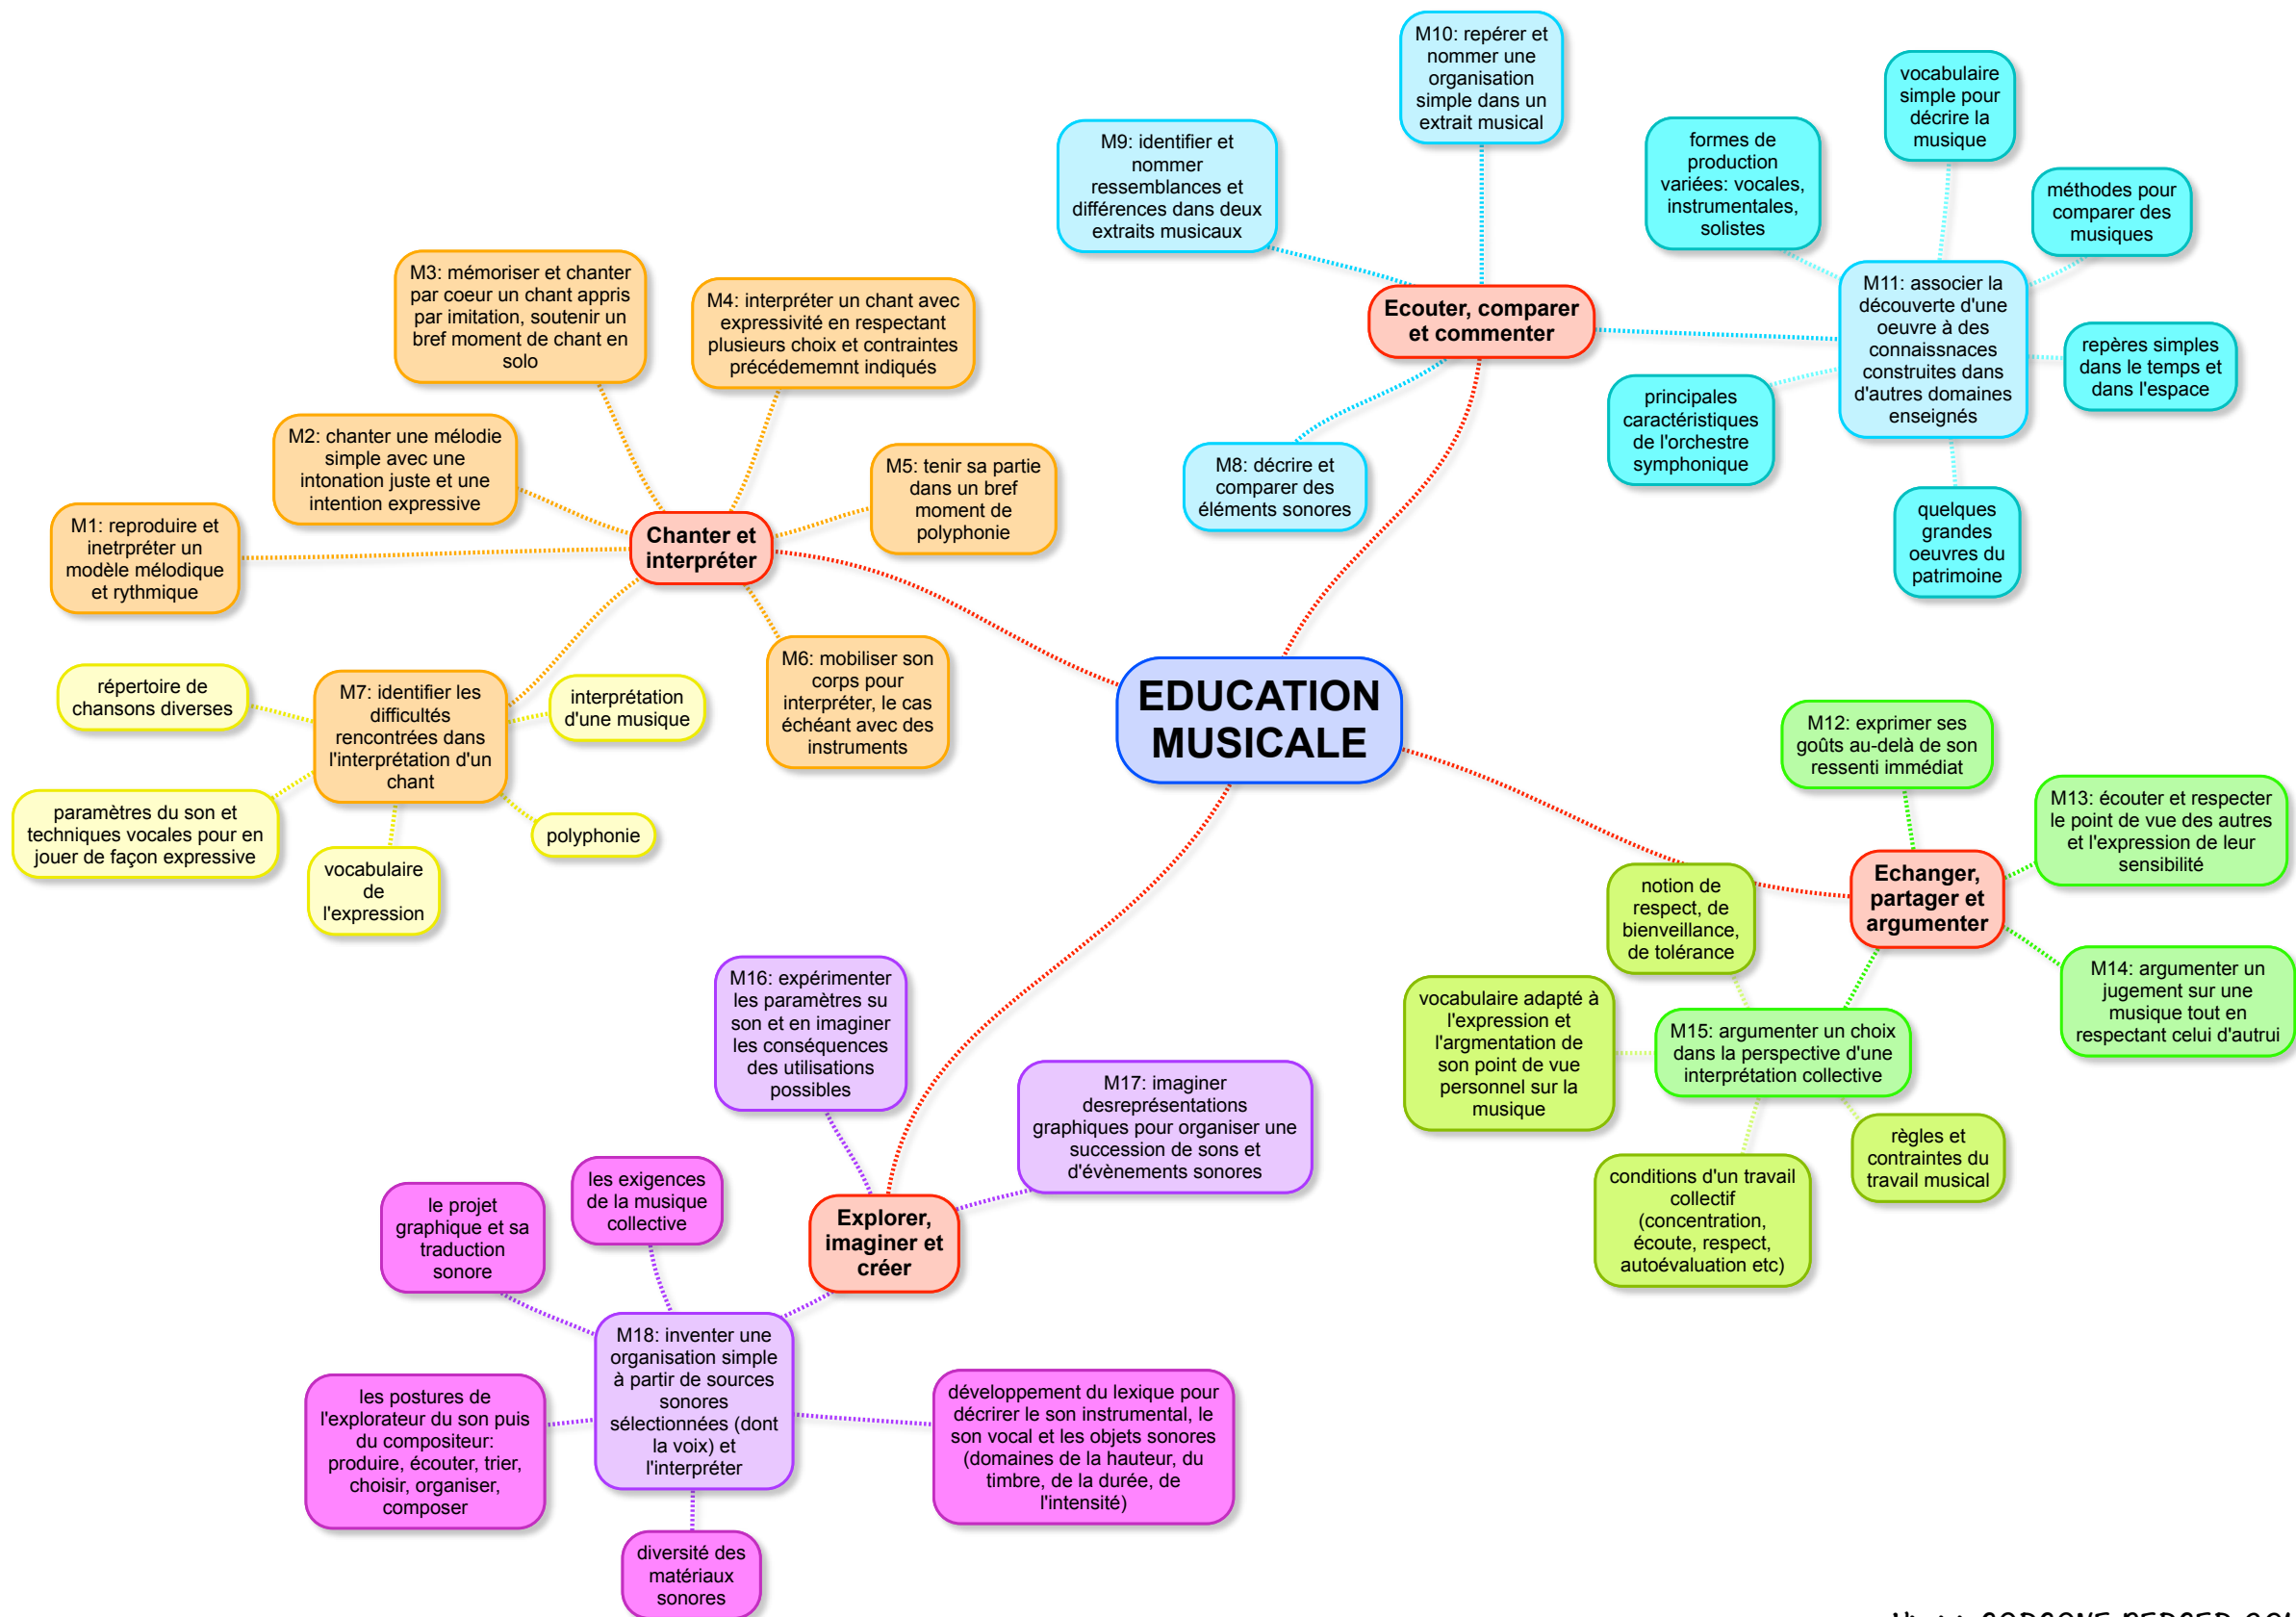 EDUCATION
MUSICALE
Chanter et
interpréter
M1: reproduire et
inetrpréter un
modèle mélodique
et rythmique
M2: chanter une mélodie
simple avec une
intonation juste et une
intention expressive
M3: mémoriser et chanter
par coeur un chant appris
par imitation, soutenir un
bref moment de chant en
solo
M4: interpréter un chant avec
expressivité en respectant
plusieurs choix et contraintes
précédememnt indiqués
M5: tenir sa partie
dans un bref
moment de
polyphonie
M6: mobiliser son
corps pour
interpréter, le cas
échéant avec des
instruments
M7: identifier les
difficultés
rencontrées dans
l'interprétation d'un
chant
répertoire de
chansons diverses
paramètres du son et
techniques vocales pour en
jouer de façon expressive
vocabulaire
de
l'expression
polyphonie
interprétation
d'une musique
Ecouter, comparer
et commenter
M8: décrire et
comparer des
éléments sonores
M9: identifier et
nommer
ressemblances et
différences dans deux
extraits musicaux
M10: repérer et
nommer une
organisation
simple dans un
extrait musical
M11: associer la
découverte d'une
oeuvre à des
connaissnaces
construites dans
d'autres domaines
enseignés
formes de
production
variées: vocales,
instrumentales,
solistes
vocabulaire
simple pour
décrire la
musique
méthodes pour
comparer des
musiques
repères simples
dans le temps et
dans l'espace
quelques
grandes
oeuvres du
patrimoine
principales
caractéristiques
de l'orchestre
symphonique
Echanger,
partager et
argumenter
M12: exprimer ses
goûts au-delà de son
ressenti immédiat
M13: écouter et respecter
le point de vue des autres
et l'expression de leur
sensibilité
M14: argumenter un
jugement sur une
musique tout en
respectant celui d'autrui
M15: argumenter un choix
dans la perspective d'une
interprétation collective
notion de
respect, de
bienveillance,
de tolérance
vocabulaire adapté à
l'expression et
l'argmentation de
son point de vue
personnel sur la
musique
conditions d'un travail
collectif
(concentration,
écoute, respect,
autoévaluation etc)
règles et
contraintes du
travail musical
Explorer,
imaginer et
créer
M16: expérimenter
les paramètres su
son et en imaginer
les conséquences
des utilisations
possibles
M17: imaginer
desreprésentations
graphiques pour organiser une
succession de sons et
d'évènements sonores
M18: inventer une
organisation simple
à partir de sources
sonores
sélectionnées (dont
la voix) et
l'interpréter
le projet
graphique et sa
traduction
sonore
les exigences
de la musique
collective
les postures de
l'explorateur du son puis
du compositeur:
produire, écouter, trier,
choisir, organiser,
composer
diversité des
matériaux
sonores
développement du lexique pour
décrirer le son instrumental, le
son vocal et les objets sonores
(domaines de la hauteur, du
timbre, de la durée, de
l'intensité)